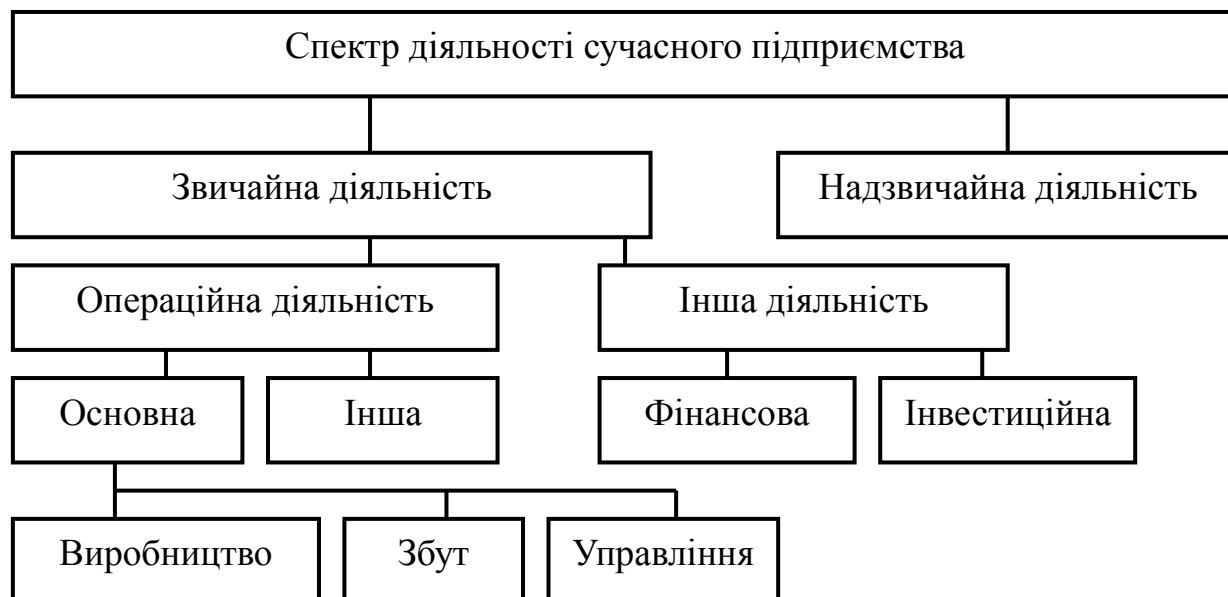 Спектр діяльності сучасного підприємства
Звичайна діяльність
Надзвичайна діяльність
Операційна діяльність
Інша діяльність
Основна
Інша
Фінансова
Інвестиційна
Виробництво
Збут
Управління